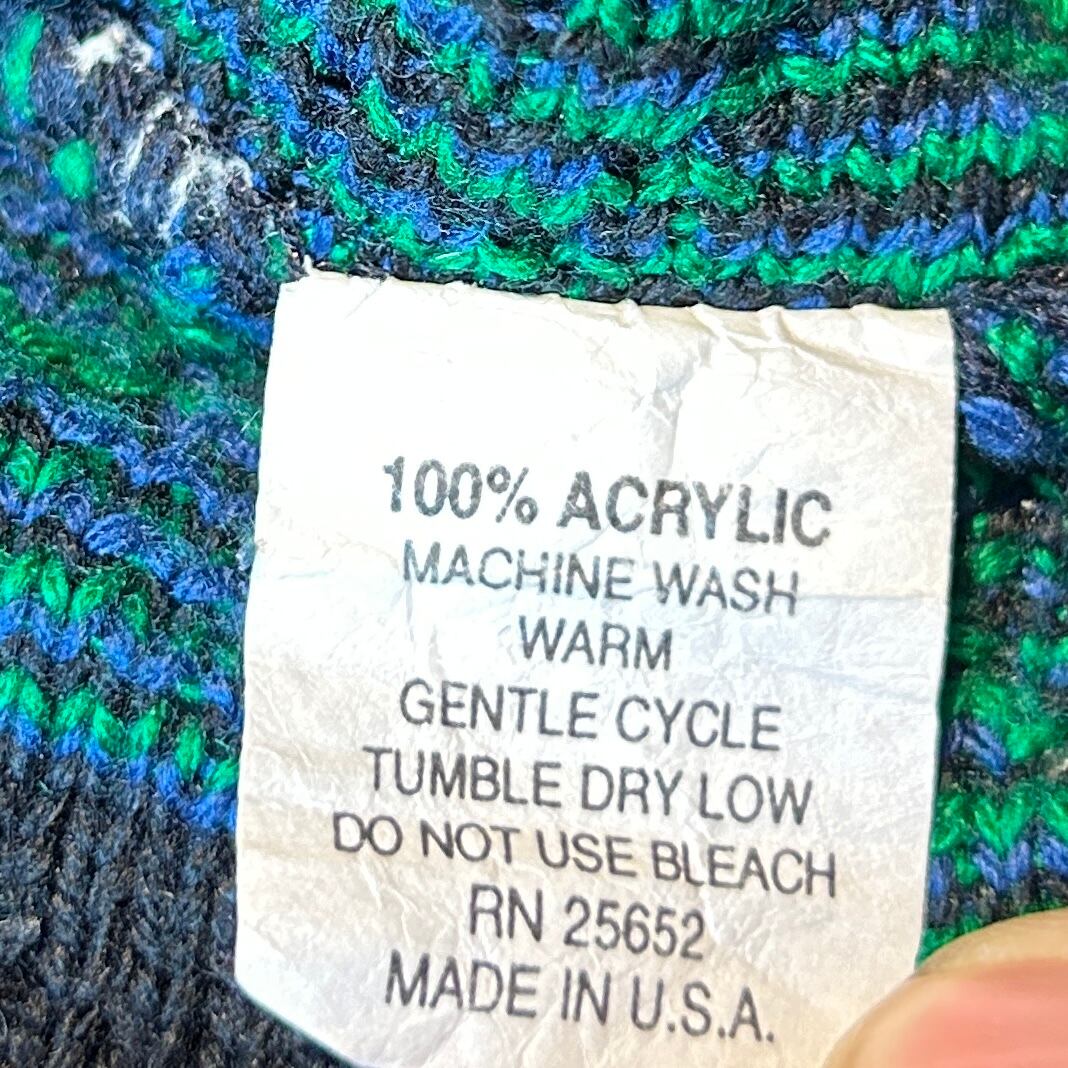 100% ACRYLIC
MACHINE WASH
WARM
GENTLE CYCLE
TUMBLE DRY LOW
DO NOT USE BLEACH
RN 25652
MADE IN U.S.A.